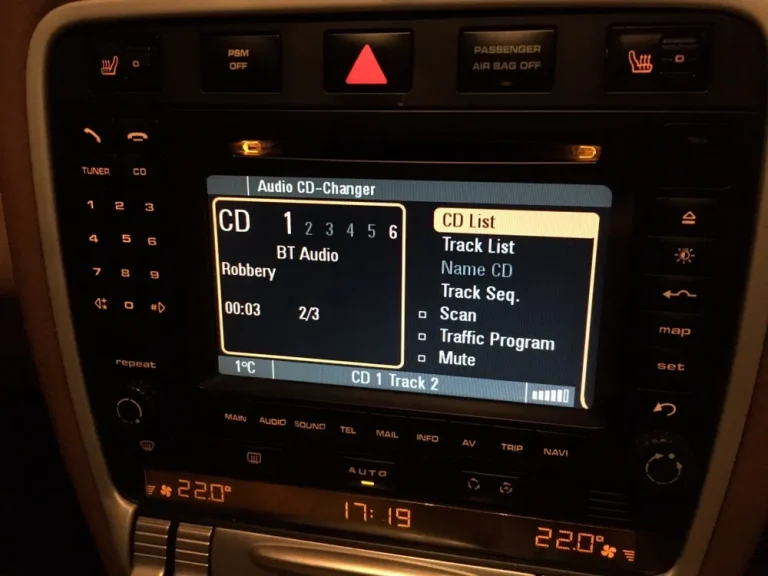 PSM
OFF
PASSENGER
AIR BAG OFF
TUNER CD
1 2 3
4 5 6
7 8 9
0 #
repeat
Audio CD-Changer
CD 1 2 3 4 5 6
BT Audio
Robbery
00:03 2/3
CD List
Track List
Name CD
Track Seq.
Scan
Traffic Program
Mute
1°C
CD 1 Track 2
map
set
MAIN AUDIO SOUND TEL MAIL INFO AV TRIP NAVI
AUTO
22.0° 17:19 22.0°